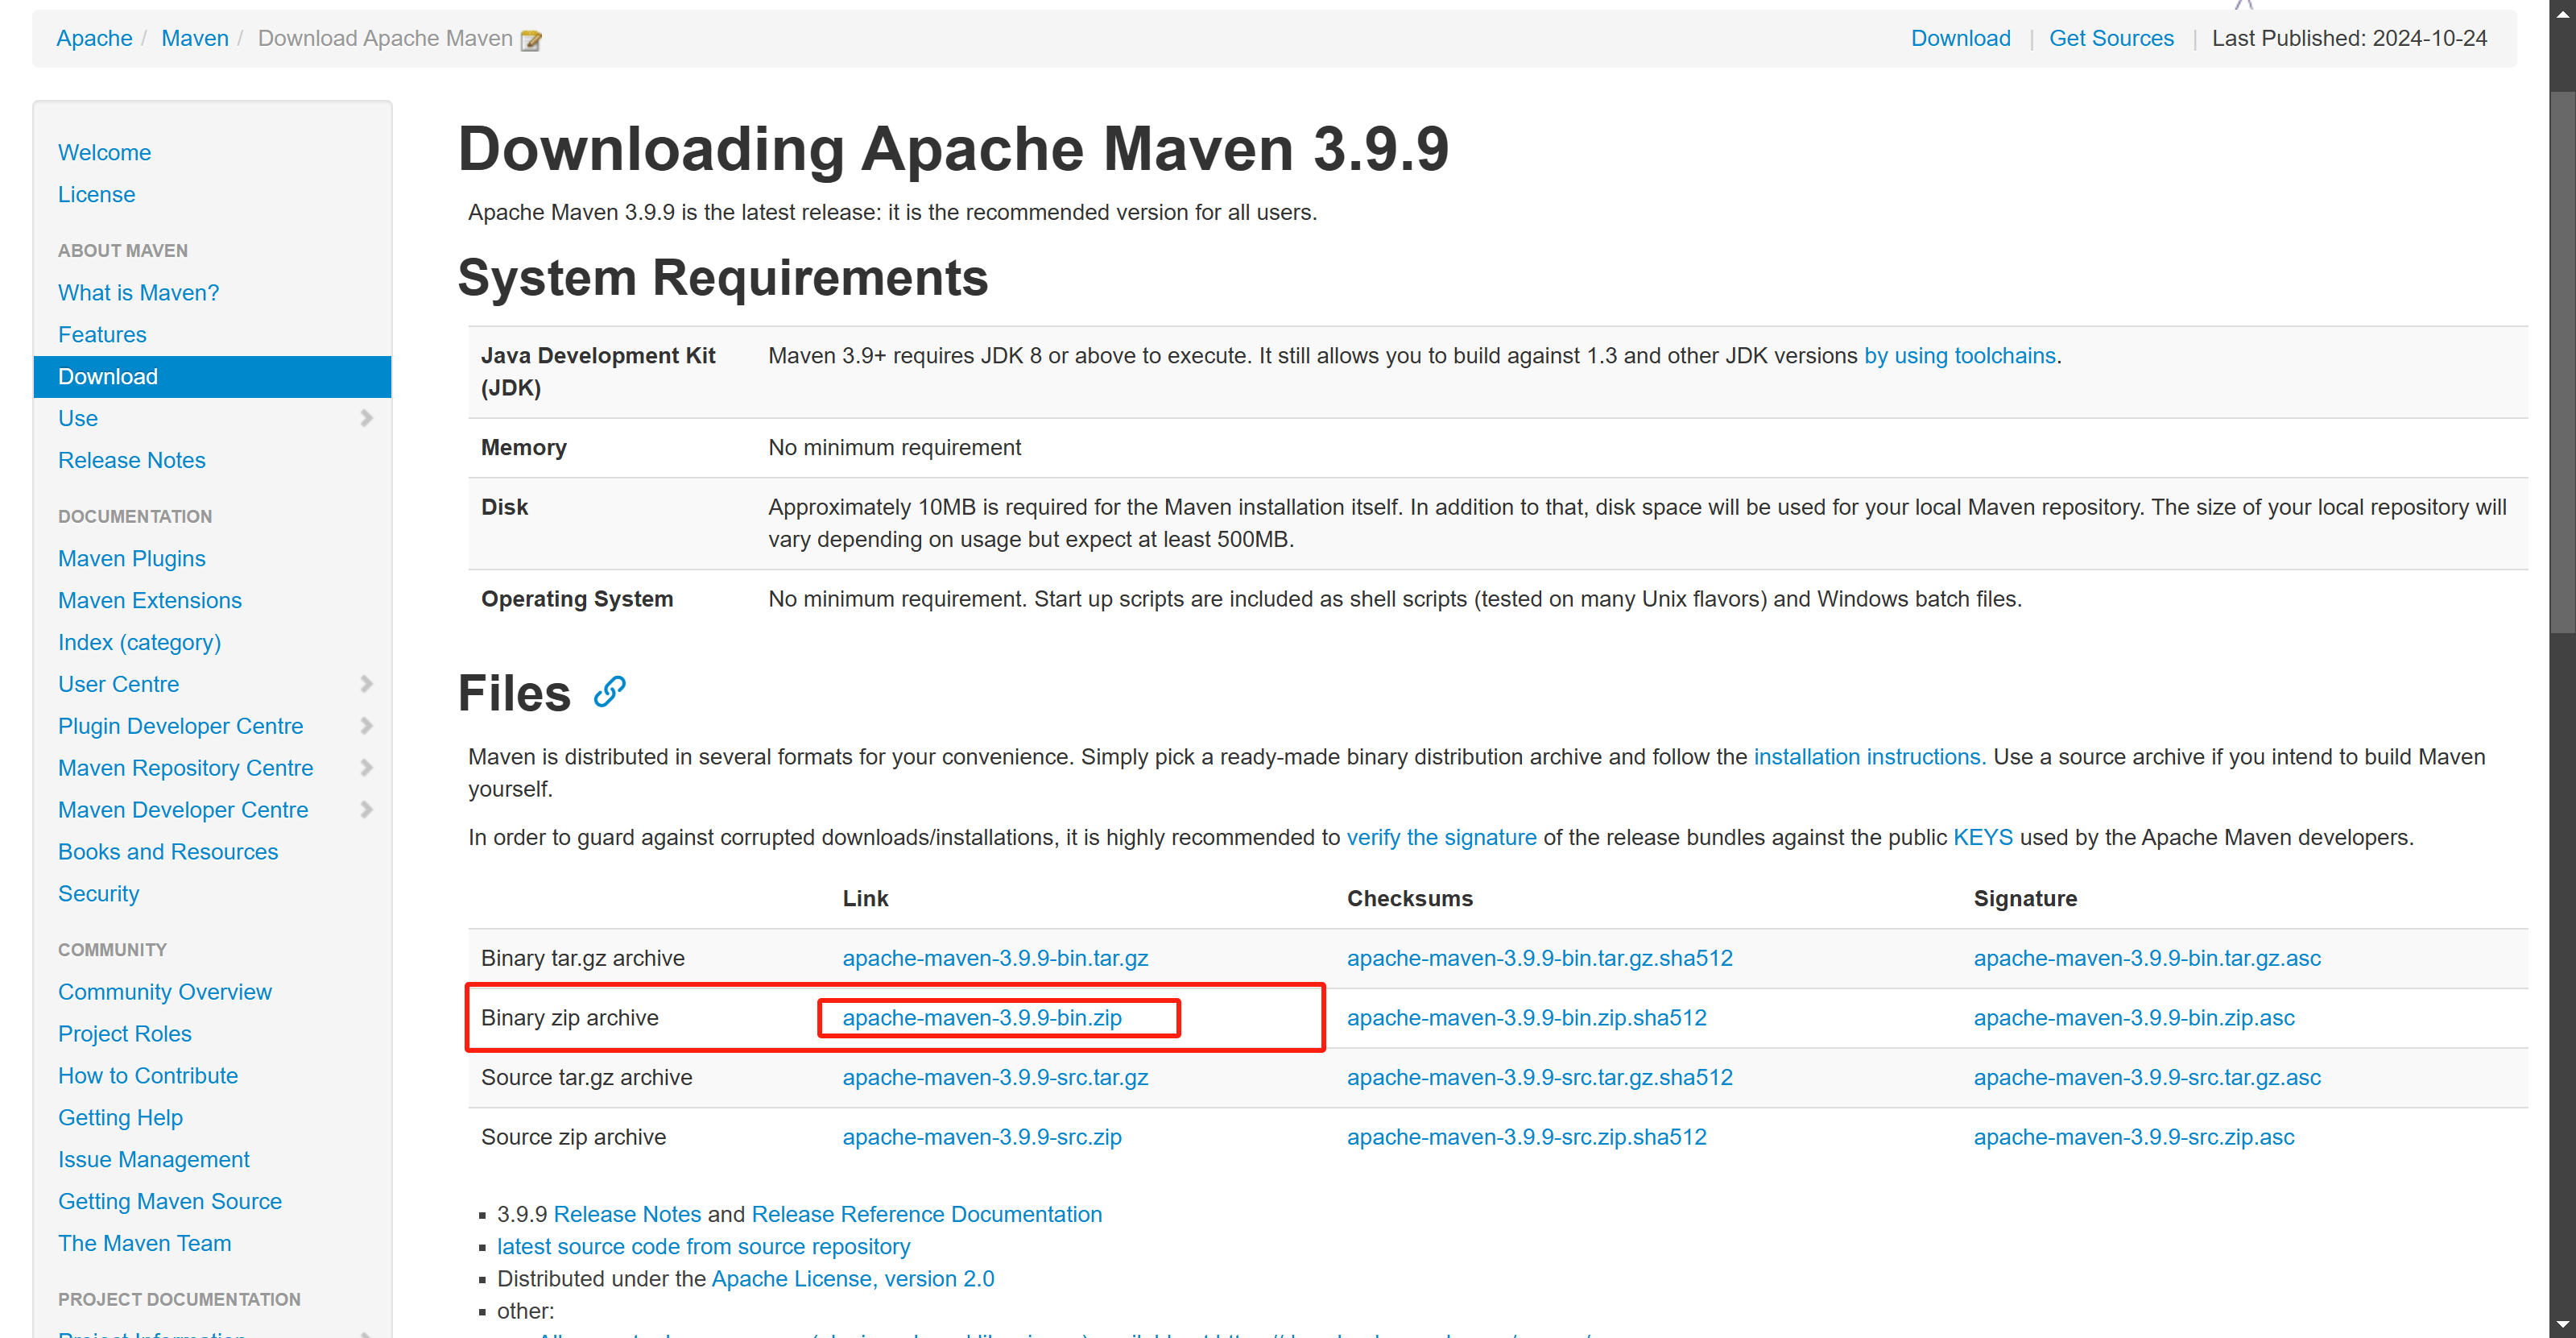 Apache / Maven / Download Apache Maven
Download | Get Sources | Last Published: 2024-10-24
Welcome
License
ABOUT MAVEN
What is Maven?
Features
Download
Use
Release Notes
DOCUMENTATION
Maven Plugins
Maven Extensions
Index (category)
User Centre
Plugin Developer Centre
Maven Repository Centre
Maven Developer Centre
Books and Resources
Security
COMMUNITY
Community Overview
Project Roles
How to Contribute
Getting Help
Issue Management
Getting Maven Source
The Maven Team
PROJECT DOCUMENTATION
Project Information
Downloading Apache Maven 3.9.9
Apache Maven 3.9.9 is the latest release: it is the recommended version for all users.
System Requirements
Java Development Kit (JDK) Maven 3.9+ requires JDK 8 or above to execute. It still allows you to build against 1.3 and other JDK versions by using toolchains.
Memory No minimum requirement
Disk Approximately 10MB is required for the Maven installation itself. In addition to that, disk space will be used for your local Maven repository. The size of your local repository will
vary depending on usage but expect at least 500MB.
Operating System No minimum requirement. Start up scripts are included as shell scripts (tested on many Unix flavors) and Windows batch files.
Files
Maven is distributed in several formats for your convenience. Simply pick a ready-made binary distribution archive and follow the installation instructions. Use a source archive if you intend to build Maven
yourself.
In order to guard against corrupted downloads/installations, it is highly recommended to verify the signature of the release bundles against the public KEYS used by the Apache Maven developers.
Link Checksums Signature
Binary tar.gz archive apache-maven-3.9.9-bin.tar.gz apache-maven-3.9.9-bin.tar.gz.sha512 apache-maven-3.9.9-bin.tar.gz.asc
Binary zip archive apache-maven-3.9.9-bin.zip apache-maven-3.9.9-bin.zip.sha512 apache-maven-3.9.9-bin.zip.asc
Source tar.gz archive apache-maven-3.9.9-src.tar.gz apache-maven-3.9.9-src.tar.gz.sha512 apache-maven-3.9.9-src.tar.gz.asc
Source zip archive apache-maven-3.9.9-src.zip apache-maven-3.9.9-src.zip.sha512 apache-maven-3.9.9-src.zip.asc
▪ 3.9.9 Release Notes and Release Reference Documentation
▪ latest source code from source repository
▪ Distributed under the Apache License, version 2.0
▪ other: